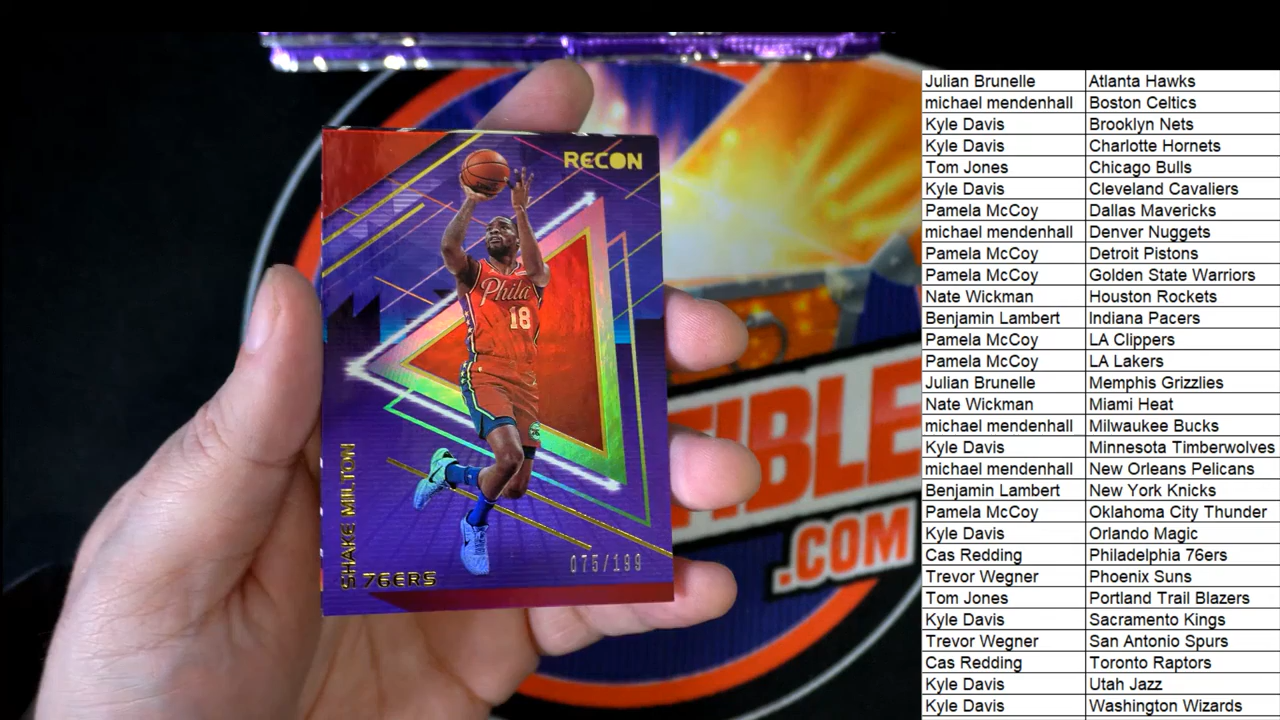 RECON
Phila
18
SHAKE MILTON
76ERS
075/199
TIBLE
.COM
Julian Brunelle Atlanta Hawks
michael mendenhall Boston Celtics
Kyle Davis Brooklyn Nets
Kyle Davis Charlotte Hornets
Tom Jones Chicago Bulls
Kyle Davis Cleveland Cavaliers
Pamela McCoy Dallas Mavericks
michael mendenhall Denver Nuggets
Pamela McCoy Detroit Pistons
Pamela McCoy Golden State Warriors
Nate Wickman Houston Rockets
Benjamin Lambert Indiana Pacers
Pamela McCoy LA Clippers
Pamela McCoy LA Lakers
Julian Brunelle Memphis Grizzlies
Nate Wickman Miami Heat
michael mendenhall Milwaukee Bucks
Kyle Davis Minnesota Timberwolves
michael mendenhall New Orleans Pelicans
Benjamin Lambert New York Knicks
Pamela McCoy Oklahoma City Thunder
Kyle Davis Orlando Magic
Cas Redding Philadelphia 76ers
Trevor Wegner Phoenix Suns
Tom Jones Portland Trail Blazers
Kyle Davis Sacramento Kings
Trevor Wegner San Antonio Spurs
Cas Redding Toronto Raptors
Kyle Davis Utah Jazz
Kyle Davis Washington Wizards